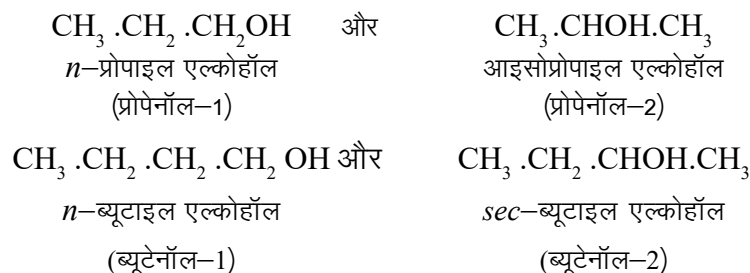 CH₃ .CH₂ .CH₂OH और CH₃.CHOH.CH₃
n–प्रोपाइल एल्कोहॉल आइसोप्रोपाइल एल्कोहॉल
(प्रोपेनॉल–1) (प्रोपेनॉल–2)
CH₃ .CH₂ .CH₂ .CH₂ OH और CH₃ .CH₂ .CHOH.CH₃
n–ब्यूटाइल एल्कोहॉल sec–ब्यूटाइल एल्कोहॉल
(ब्यूटेनॉल–1) (ब्यूटेनॉल–2)